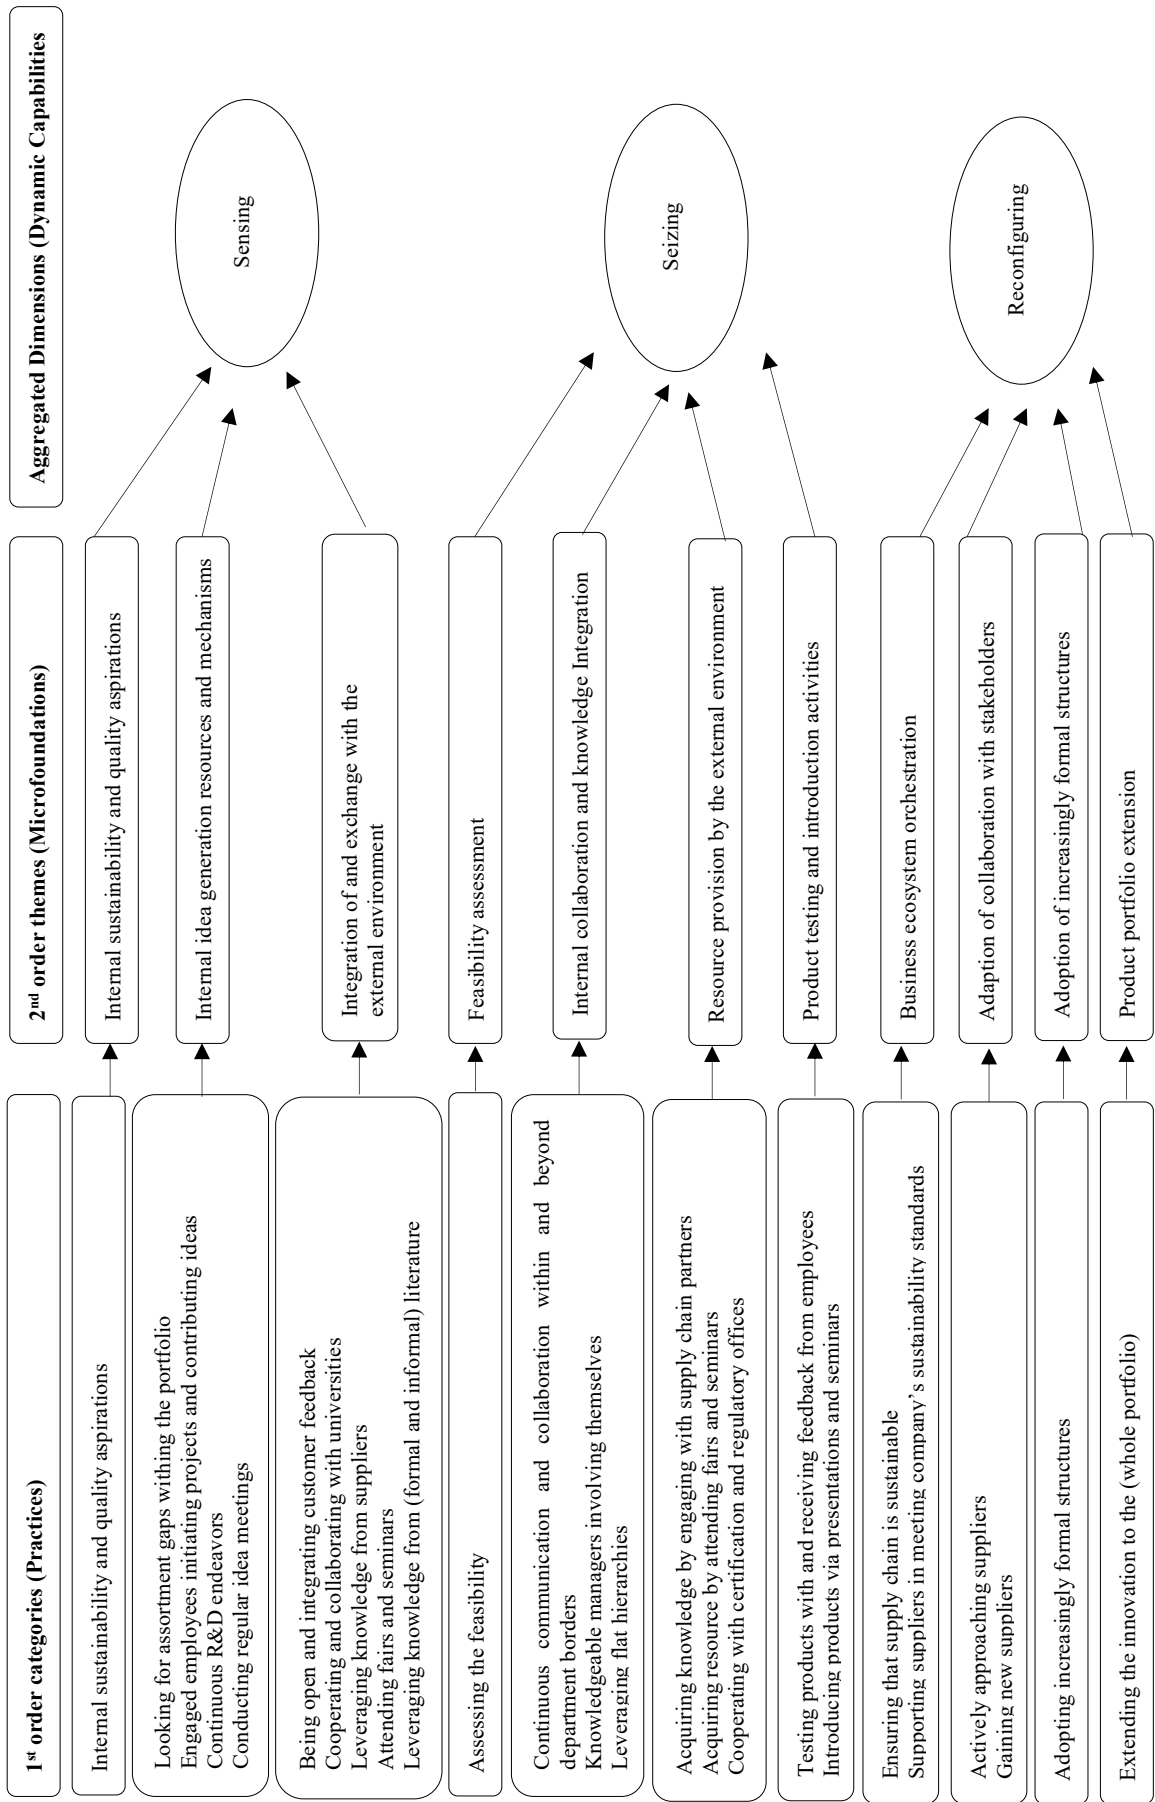 1st order categories (Practices)
2nd order themes (Microfoundations)
Aggregated Dimensions (Dynamic Capabilities
Internal sustainability and quality aspirations
Internal sustainability and quality aspirations
Looking for assortment gaps withing the portfolio
Engaged employees initiating projects and contributing ideas
Continuous R&D endeavors
Conducting regular idea meetings
Internal idea generation resources and mechanisms
Being open and integrating customer feedback
Cooperating and collaborating with universities
Leveraging knowledge from suppliers
Attending fairs and seminars
Leveraging knowledge from (formal and informal) literature
Integration of and exchange with the
external environment
Sensing
Assessing the feasibility
Feasibility assessment
Continuous communication and collaboration within and beyond
department borders
Knowledgeable managers involving themselves
Leveraging flat hierarchies
Internal collaboration and knowledge Integration
Acquiring knowledge by engaging with supply chain partners
Acquiring resource by attending fairs and seminars
Cooperating with certification and regulatory offices
Resource provision by the external environment
Testing products with and receiving feedback from employees
Introducing products via presentations and seminars
Product testing and introduction activities
Seizing
Ensuring that supply chain is sustainable
Supporting suppliers in meeting company's sustainability standards
Business ecosystem orchestration
Actively approaching suppliers
Gaining new suppliers
Adaption of collaboration with stakeholders
Adopting increasingly formal structures
Adoption of increasingly formal structures
Extending the innovation to the (whole portfolio)
Product portfolio extension
Reconfiguring